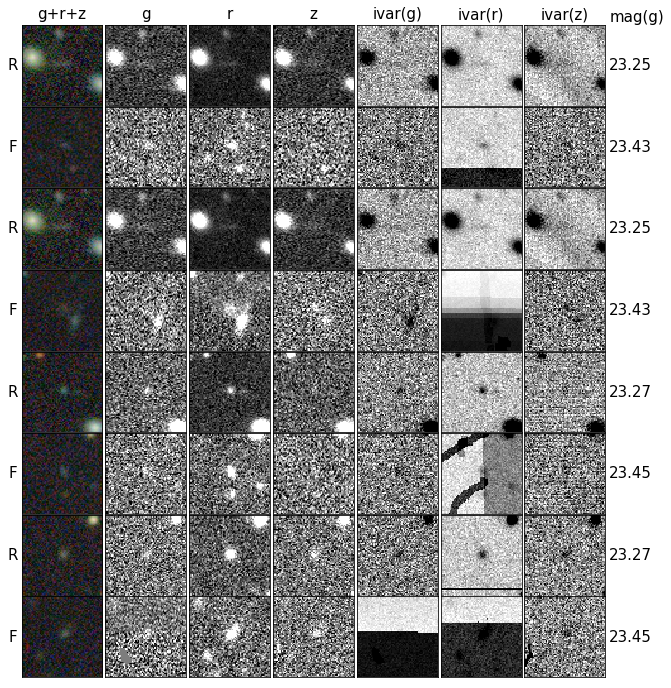 g+r+z g r z ivar(g) ivar(r) ivar(z) mag(g)
R 23.25
F 23.43
R 23.25
F 23.43
R 23.27
F 23.45
R 23.27
F 23.45